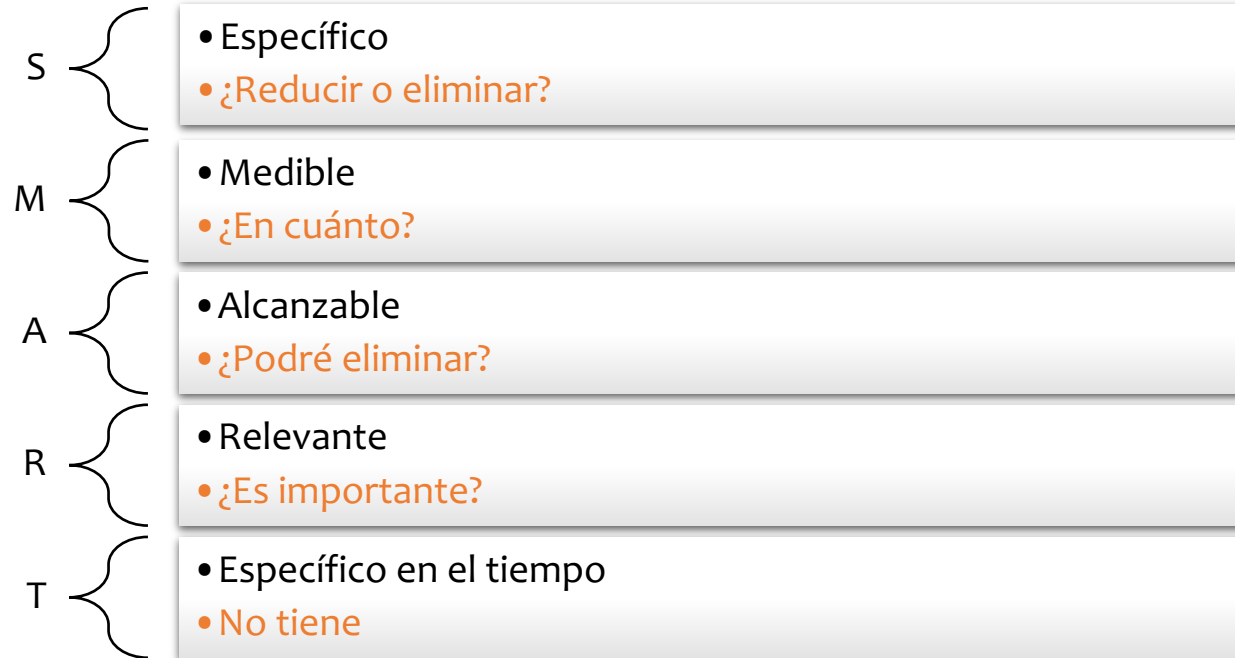 S
•Específico
•¿Reducir o eliminar?
M
•Medible
•¿En cuánto?
A
•Alcanzable
•¿Podré eliminar?
R
•Relevante
•¿Es importante?
T
•Específico en el tiempo
•No tiene